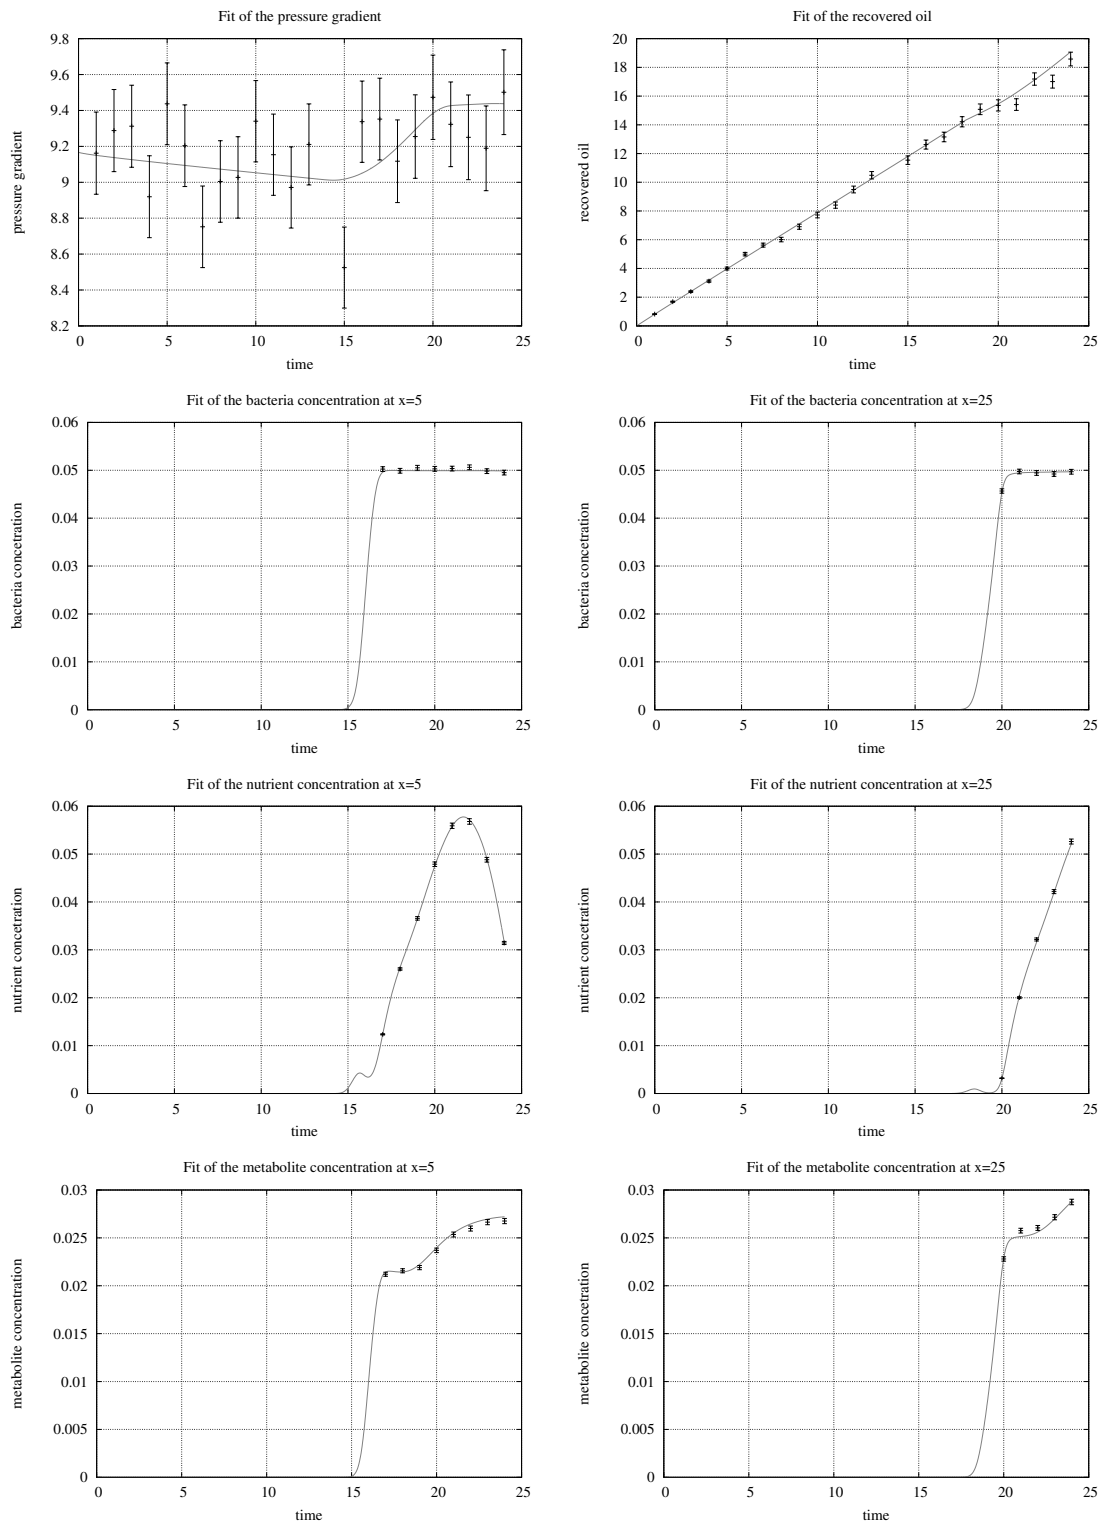 Fit of the pressure gradient
9.8
9.6
9.4
9.2
9
8.8
8.6
8.4
8.2
pressure gradient
0 5 10 15 20 25
time
Fit of the recovered oil
20
18
16
14
12
10
8
6
4
2
0
recovered oil
0 5 10 15 20 25
time
Fit of the bacteria concentration at x=5
0.06
0.05
0.04
0.03
0.02
0.01
0
bacteria concetration
0 5 10 15 20 25
time
Fit of the bacteria concentration at x=25
0.06
0.05
0.04
0.03
0.02
0.01
0
bacteria concetration
0 5 10 15 20 25
time
Fit of the nutrient concentration at x=5
0.06
0.05
0.04
0.03
0.02
0.01
0
nutrient concetration
0 5 10 15 20 25
time
Fit of the nutrient concentration at x=25
0.06
0.05
0.04
0.03
0.02
0.01
0
nutrient concetration
0 5 10 15 20 25
time
Fit of the metabolite concentration at x=5
0.03
0.025
0.02
0.015
0.01
0.005
0
metabolite concentration
0 5 10 15 20 25
time
Fit of the metabolite concentration at x=25
0.03
0.025
0.02
0.015
0.01
0.005
0
metabolite concetration
0 5 10 15 20 25
time